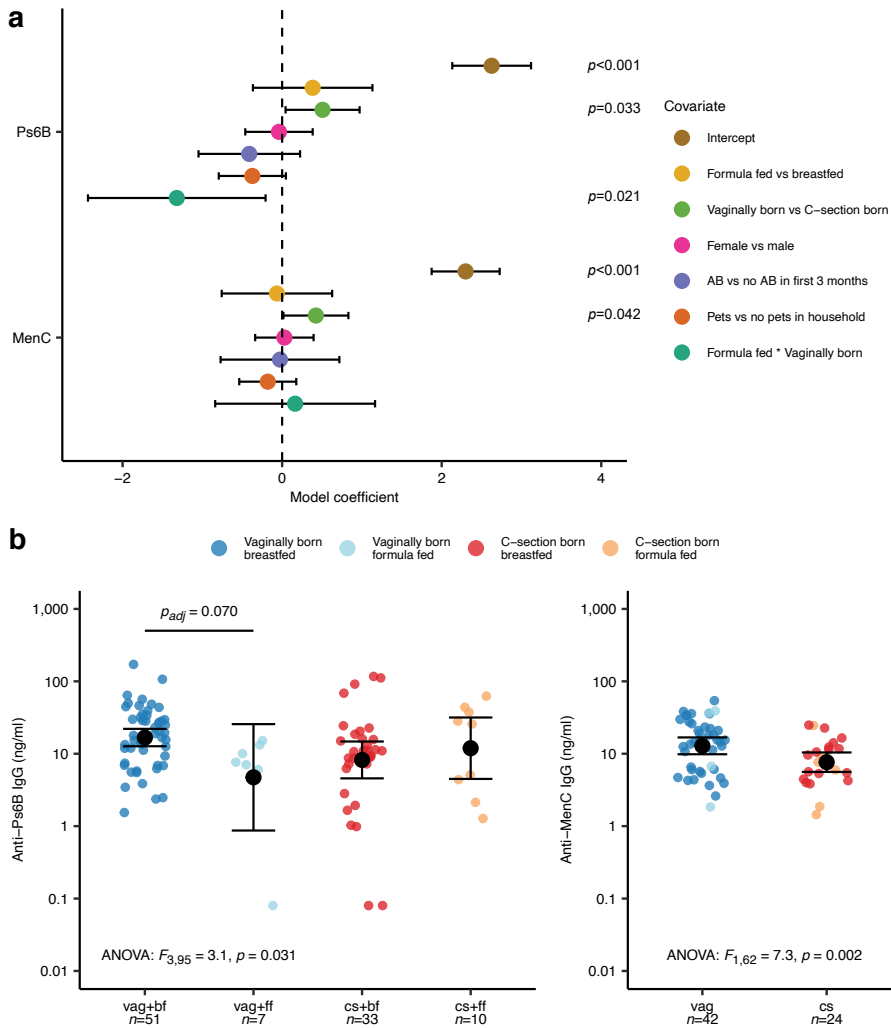 a
p<0.001
p=0.033
Ps6B
p=0.021
p<0.001
p=0.042
MenC
−2
0
2
4
Model coefficient
Covariate
Intercept
Formula fed vs breastfed
Vaginally born vs C−section born
Female vs male
AB vs no AB in first 3 months
Pets vs no pets in household
Formula fed * Vaginally born
b
Vaginally born
breastfed
Vaginally born
formula fed
C−section born
breastfed
C−section born
formula fed
Anti−Ps6B IgG (ng/ml)
1,000
100
10
1
0.1
0.01
padj = 0.070
ANOVA: F3,95 = 3.1, p = 0.031
vag+bf
n=51
vag+ff
n=7
cs+bf
n=33
cs+ff
n=10
Anti−MenC IgG (ng/ml)
1,000
100
10
1
0.1
0.01
ANOVA: F1,62 = 7.3, p = 0.002
vag
n=42
cs
n=24